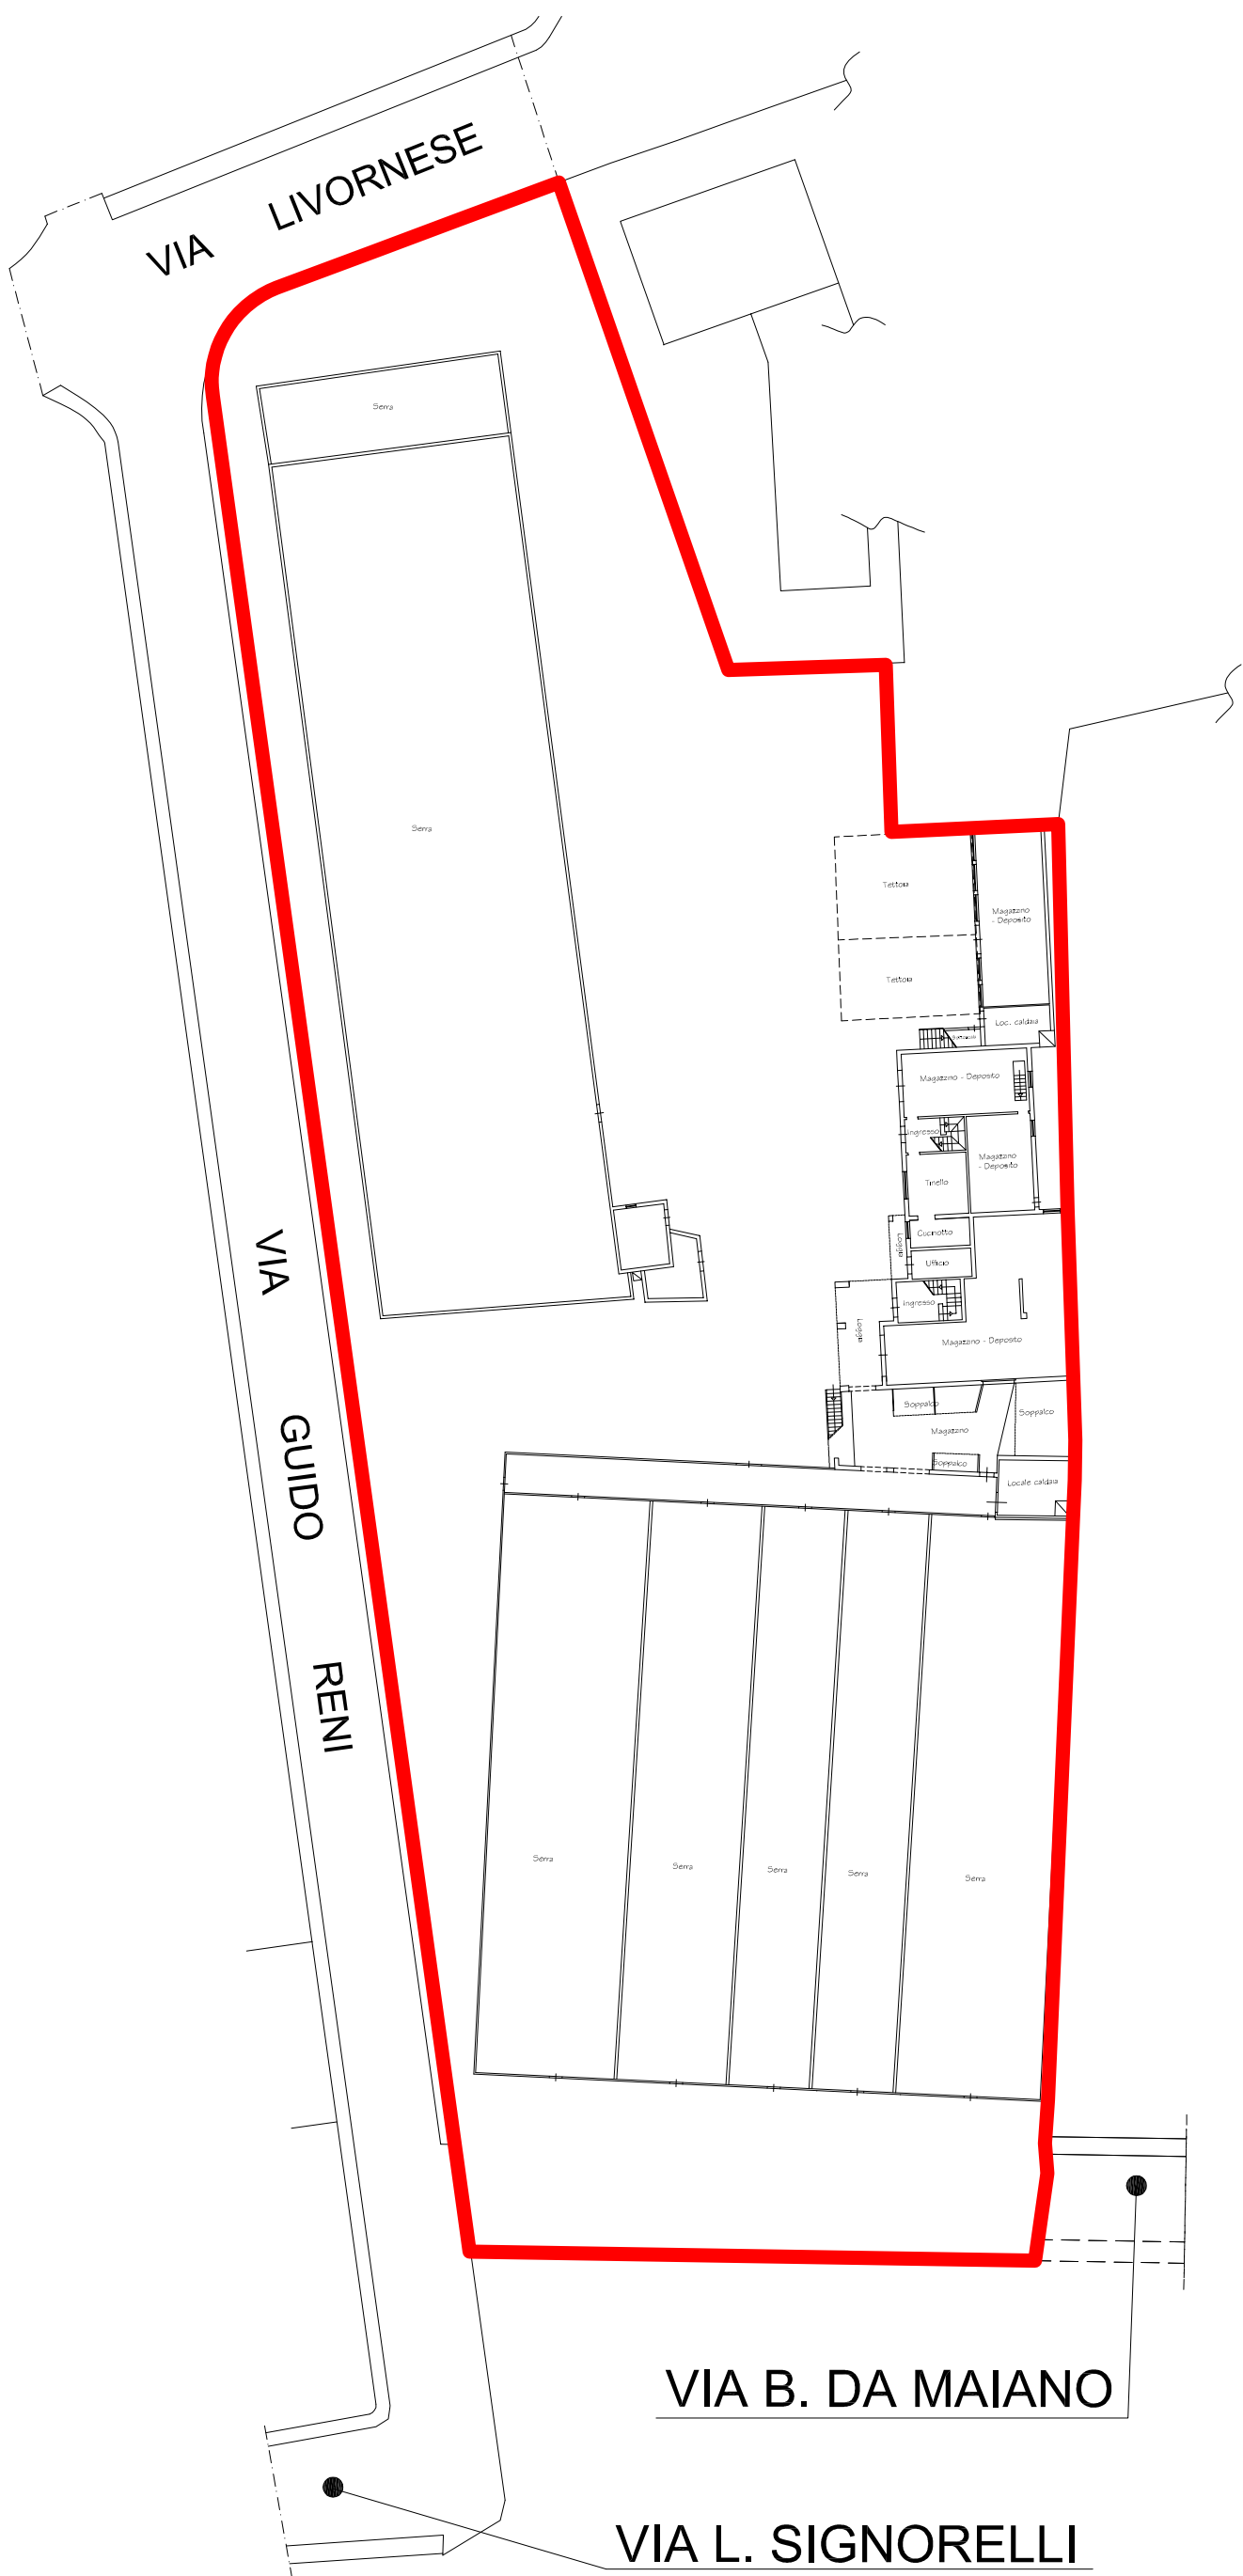 VIA LIVORNESE
Serra
Serra
Tettoia
Magazzino
- Deposito
Tettoia
Loc. caldaia
Magazzino - Deposito
Ingresso
Magazzino
- Deposito
Tinello
Cucinotto
Loggia
Ufficio
Ingresso
Loggia
Magazzino - Deposito
Soppalco
Soppalco
Magazzino
Soppalco
Locale caldaia
VIA GUIDO RENI
Serra
Serra
Serra
Serra
Serra
VIA B. DA MAIANO
VIA L. SIGNORELLI